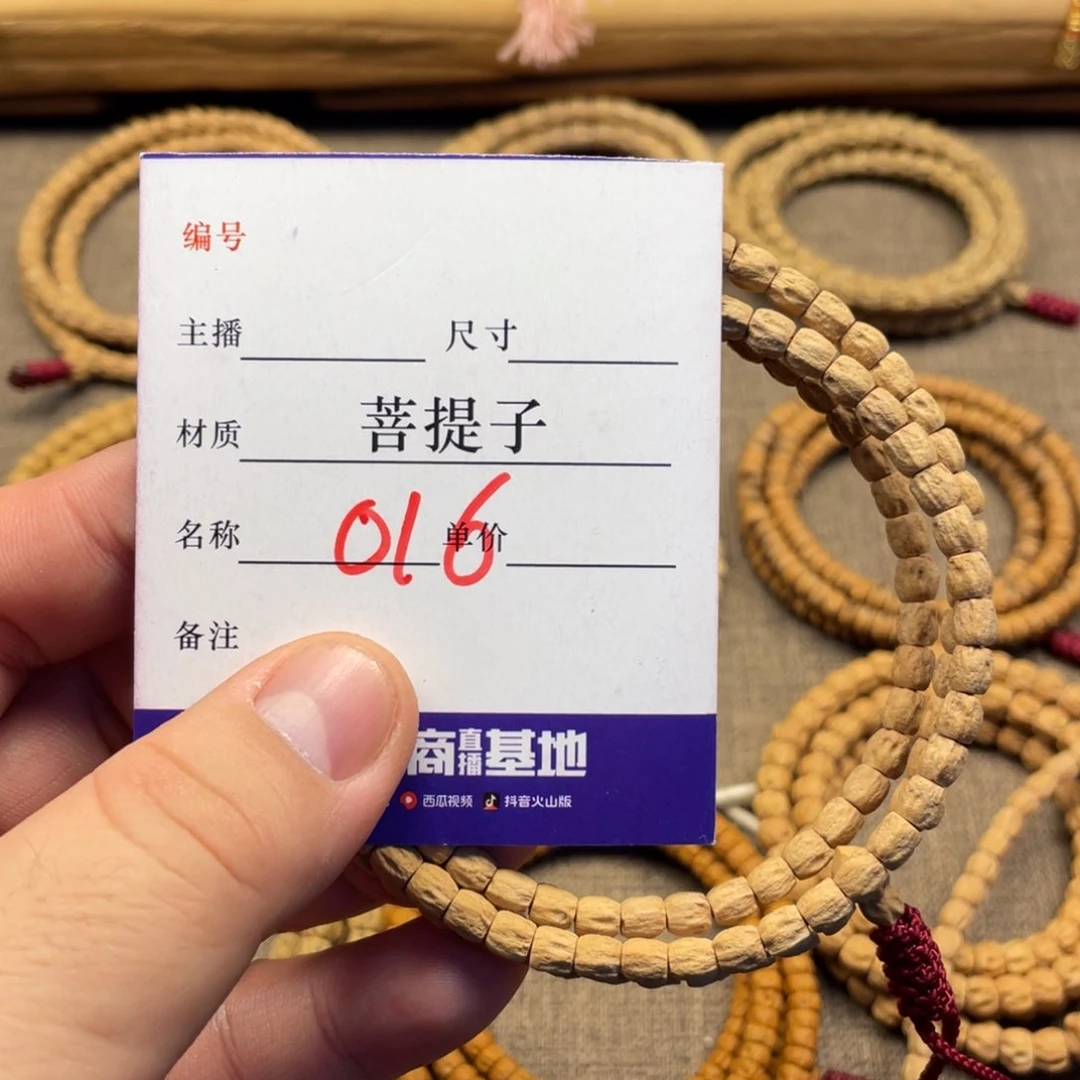 编号
主播 尺寸
材质 菩提子
名称 016 单价
备注
商直播基地
西瓜视频 抖音火山版